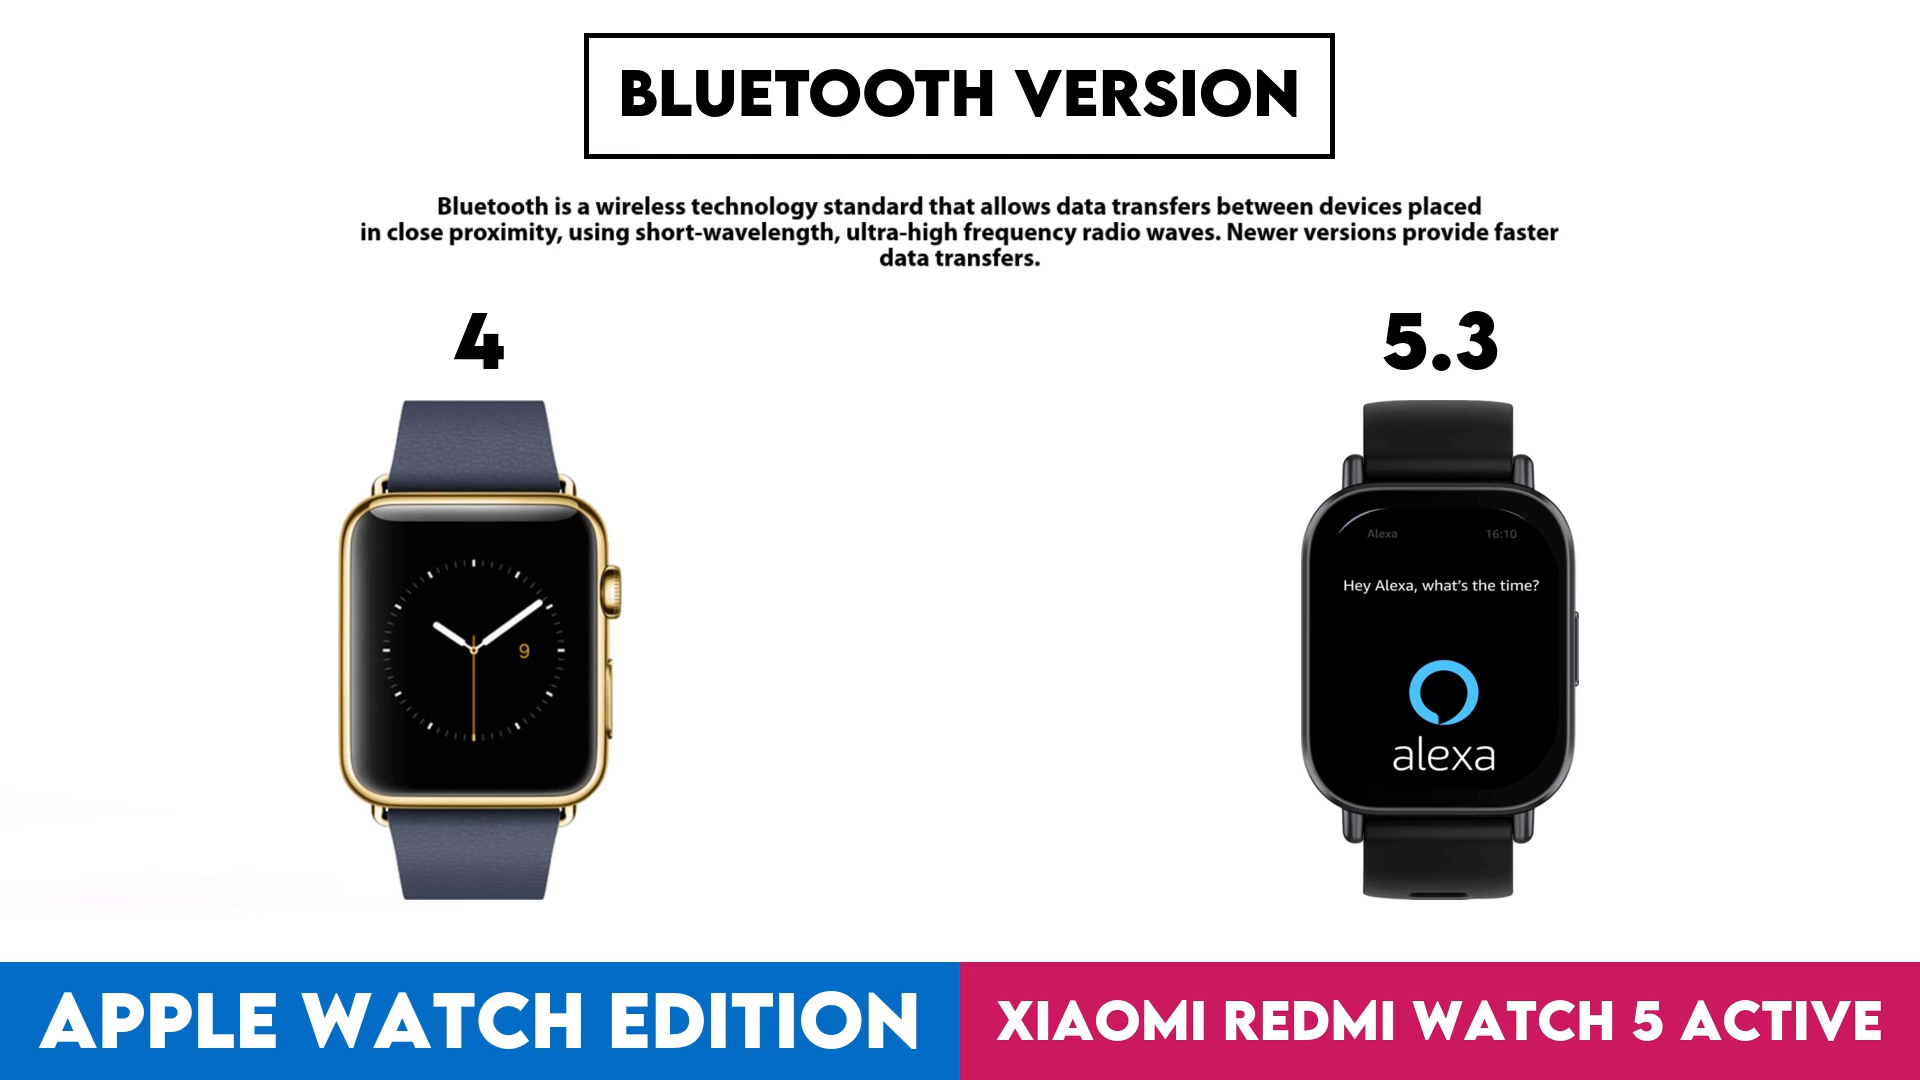 BLUETOOTH VERSION
Bluetooth is a wireless technology standard that allows data transfers between devices placed
in close proximity, using short-wavelength, ultra-high frequency radio waves. Newer versions provide faster
data transfers.
4
5.3
9
Alexa 16:10
Hey Alexa, what's the time?
alexa
APPLE WATCH EDITION
XIAOMI REDMI WATCH 5 ACTIVE